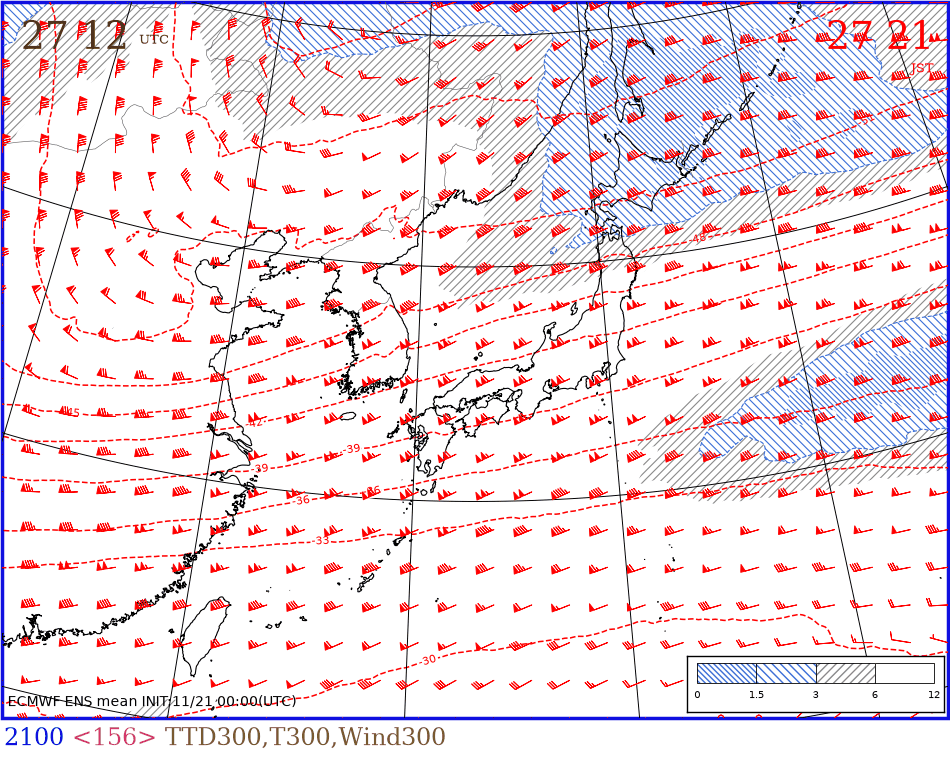 27 12 UTC
27 21
JST
-48
-45
-42
-39
-39
-36
-36
-33
-30
ECMWF ENS mean INIT:11/21 00:00(UTC)
0 1.5 3 6 12
2100 <156> TTD300,T300,Wind300